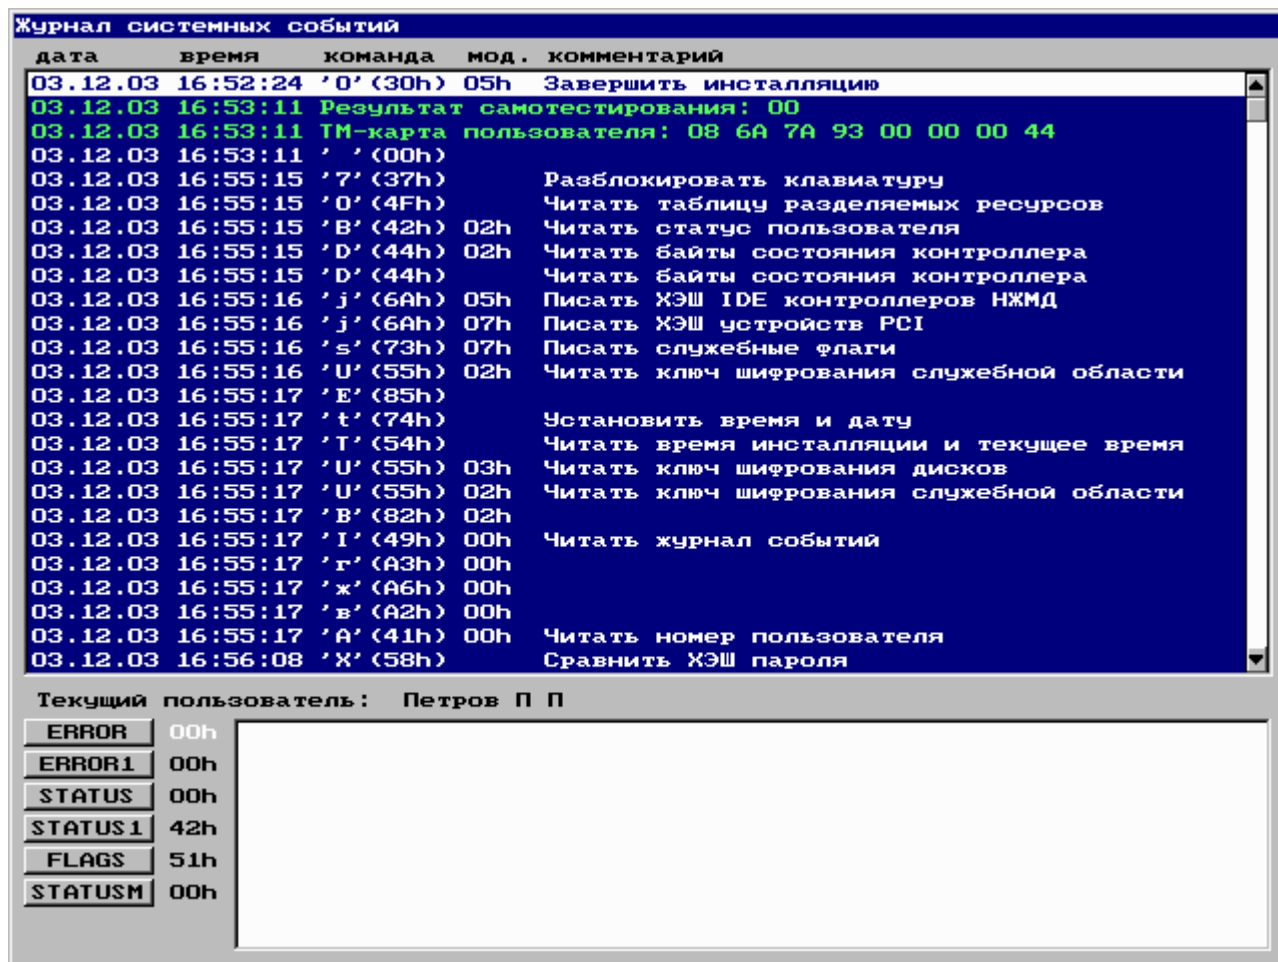 Журнал системных событий
дата время команда мод. комментарий
03.12.03 16:52:24 '0'(30h) 05h Завершить инсталляцию
03.12.03 16:53:11 Результат самотестирования: 00
03.12.03 16:53:11 ТМ-карта пользователя: 08 6A 7A 93 00 00 00 44
03.12.03 16:53:11 ' '(00h)
03.12.03 16:55:15 '7'(37h) Разблокировать клавиатуру
03.12.03 16:55:15 'O'(4Fh) Читать таблицу разделяемых ресурсов
03.12.03 16:55:15 'B'(42h) 02h Читать статус пользователя
03.12.03 16:55:15 'D'(44h) 02h Читать байты состояния контроллера
03.12.03 16:55:15 'D'(44h) Читать байты состояния контроллера
03.12.03 16:55:16 'j'(6Ah) 05h Писать ХЭШ IDE контроллеров НЖМД
03.12.03 16:55:16 'j'(6Ah) 07h Писать ХЭШ устройств PCI
03.12.03 16:55:16 's'(73h) 07h Писать служебные флаги
03.12.03 16:55:16 'U'(55h) 02h Читать ключ шифрования служебной области
03.12.03 16:55:17 'Е'(85h)
03.12.03 16:55:17 't'(74h) Установить время и дату
03.12.03 16:55:17 'T'(54h) Читать время инсталляции и текущее время
03.12.03 16:55:17 'U'(55h) 03h Читать ключ шифрования дисков
03.12.03 16:55:17 'U'(55h) 02h Читать ключ шифрования служебной области
03.12.03 16:55:17 'В'(82h) 02h
03.12.03 16:55:17 'I'(49h) 00h Читать журнал событий
03.12.03 16:55:17 'г'(A3h) 00h
03.12.03 16:55:17 'ж'(A6h) 00h
03.12.03 16:55:17 'в'(A2h) 00h
03.12.03 16:55:17 'A'(41h) 00h Читать номер пользователя
03.12.03 16:56:08 'X'(58h) Сравнить ХЭШ пароля
Текущий пользователь: Петров П П
ERROR 00h
ERROR1 00h
STATUS 00h
STATUS1 42h
FLAGS 51h
STATUSM 00h